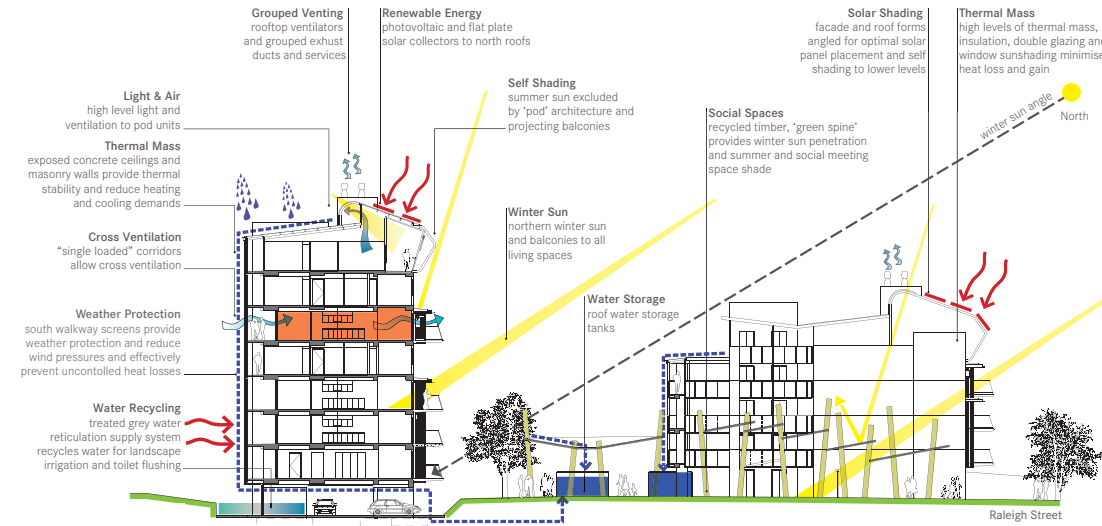 Grouped Venting
rooftop ventilators
and grouped exhust
ducts and services
Renewable Energy
photovoltaic and flat plate
solar collectors to north roofs
Solar Shading
facade and roof forms
angled for optimal solar
panel placement and self
shading to lower levels
Thermal Mass
high levels of thermal mass,
insulation, double glazing and
window sunshading minimise
heat loss and gain
Light & Air
high level light and
ventilation to pod units
Self Shading
summer sun excluded
by ‘pod’ architecture and
projecting balconies
Social Spaces
recycled timber, ‘green spine’
provides winter sun penetration
and summer and social meeting
space shade
winter sun angle
North
Thermal Mass
exposed concrete ceilings and
masonry walls provide thermal
stability and reduce heating
and cooling demands
Cross Ventilation
“single loaded” corridors
allow cross ventilation
Winter Sun
northern winter sun
and balconies to all
living spaces
Water Storage
roof water storage
tanks
Weather Protection
south walkway screens provide
weather protection and reduce
wind pressures and effectively
prevent uncontolled heat losses
Water Recycling
treated grey water
reticulation supply system
recycles water for landscape
irrigation and toilet flushing
Raleigh Street